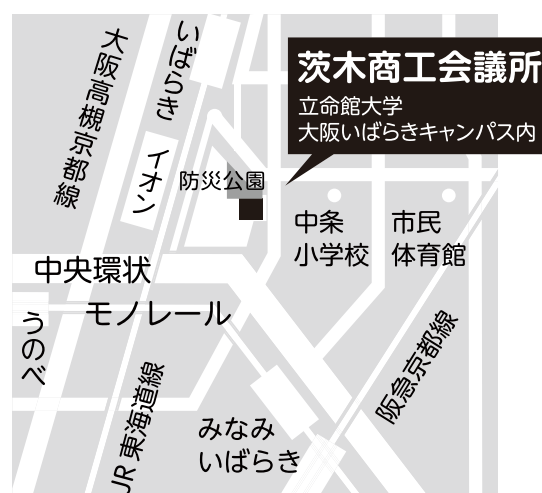 茨木商工会議所
立命館大学
大阪いばらきキャンパス内
いばらき
大阪高槻京都線
イオン
防災公園
中条
小学校
市民
体育館
中央環状
モノレール
うのべ
阪急京都線
JR 東海道線
みなみ
いばらき